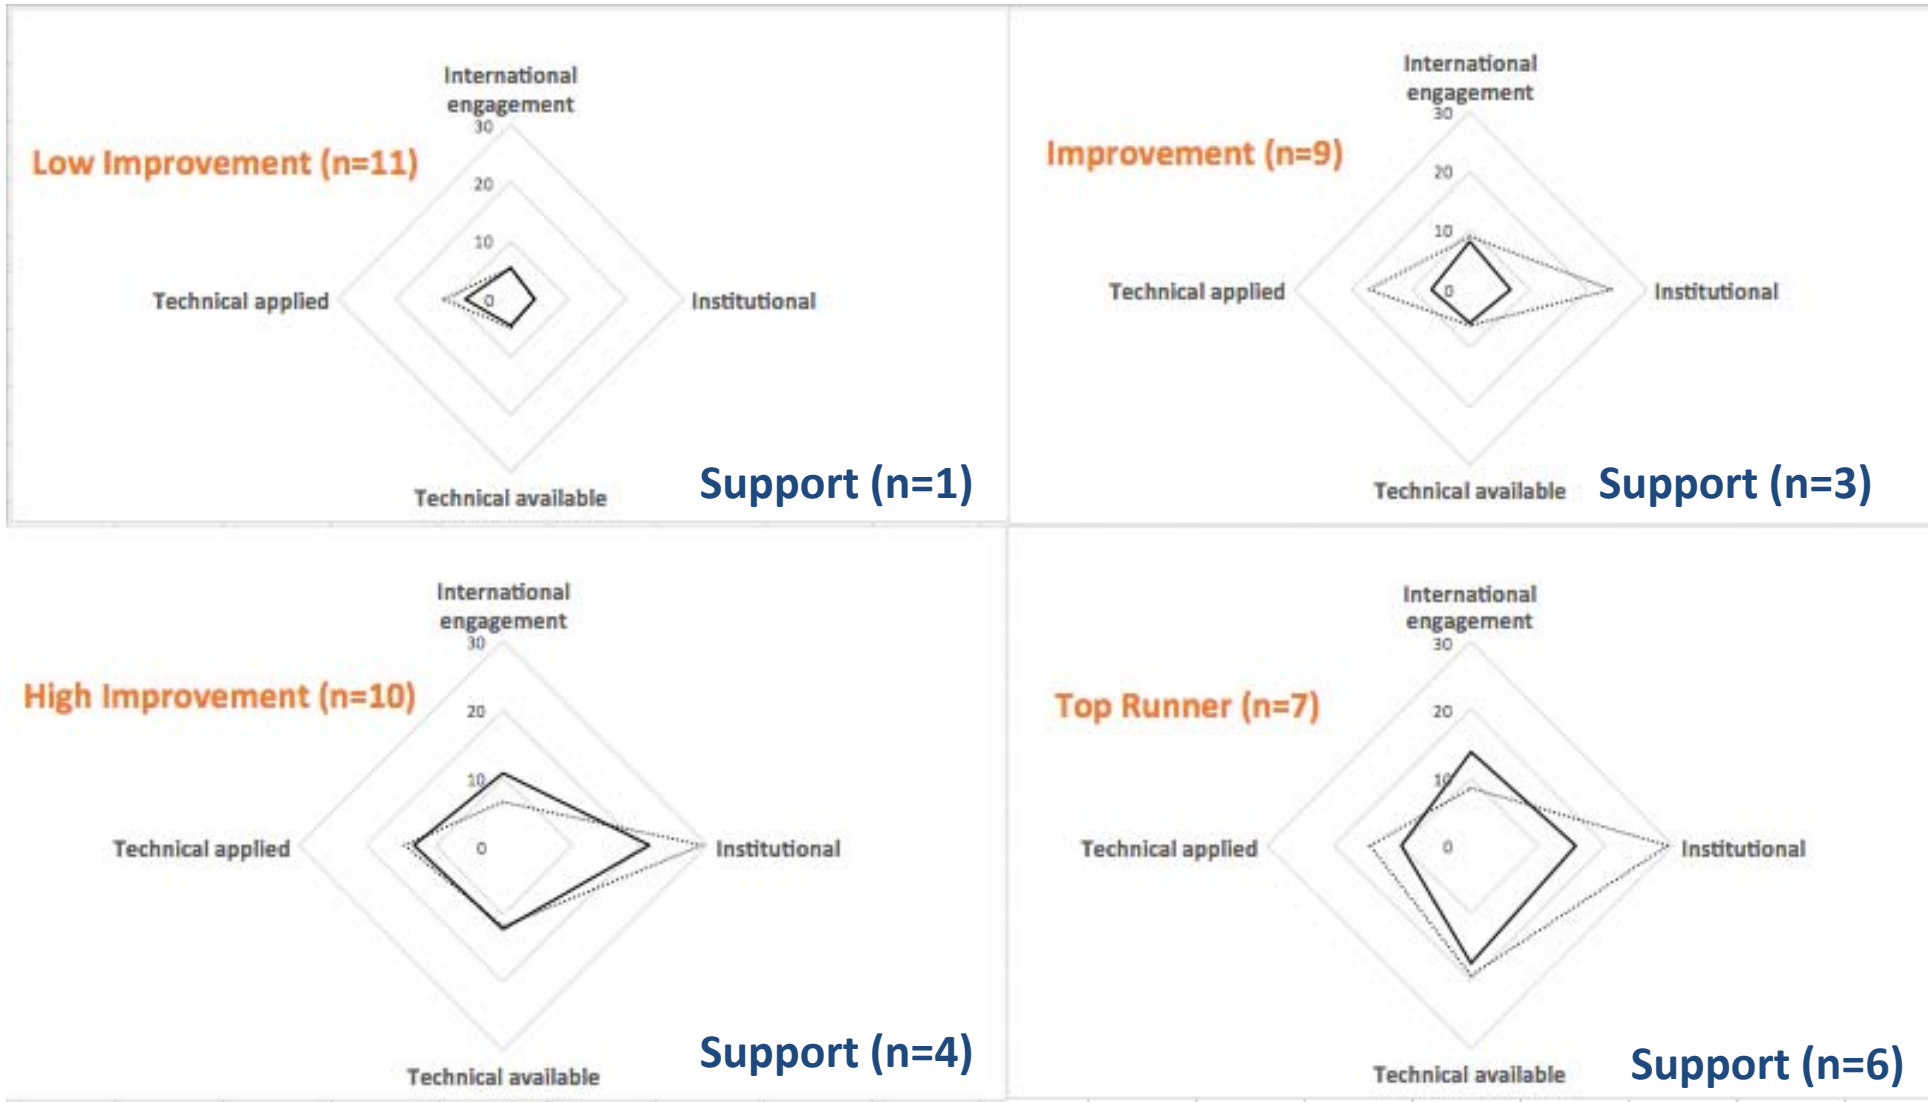 International
engagement
30
Low Improvement (n=11)
20
10
Technical applied
0
Institutional
Technical available
Support (n=1)
International
engagement
30
Improvement (n=9)
20
10
Technical applied
0
Institutional
Technical available
Support (n=3)
International
engagement
30
High Improvement (n=10)
20
10
Technical applied
0
Institutional
Support (n=4)
Technical available
International
engagement
30
Top Runner (n=7)
20
10
Technical applied
0
Institutional
Technical available
Support (n=6)